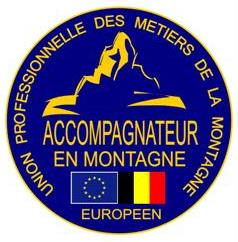 UNION PROFESSIONNELLE DES METIERS DE LA MONTAGNE
ACCOMPAGNATEUR
EN MONTAGNE
EUROPEEN